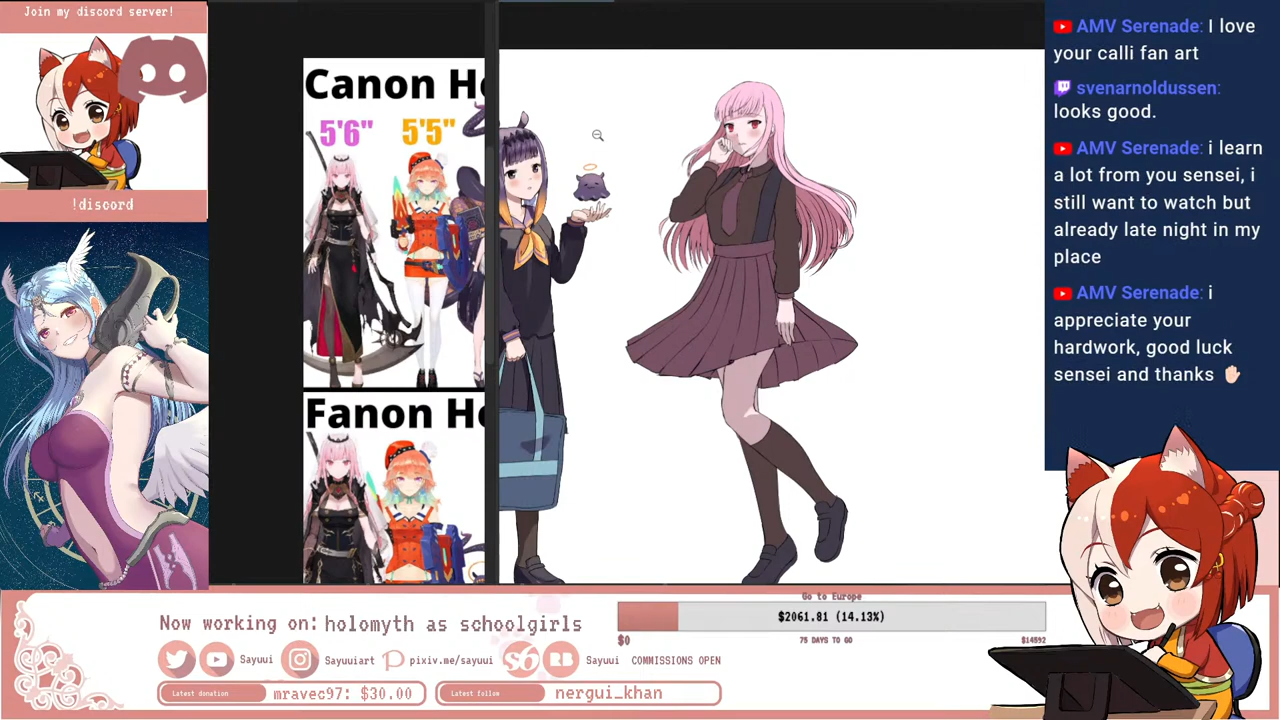 Join my discord server!
!discord
Canon Ho
5'6" 5'5"
Fanon Ho
AMV Serenade: I love
your calli fan art
svenarnoldussen:
looks good.
AMV Serenade: i learn
a lot from you sensei, i
still want to watch but
already late night in my
place
AMV Serenade: i
appreciate your
hardwork, good luck
sensei and thanks ✋🏻
Now working on: holomyth as schoolgirls
Go to Europe
$2061.81 (14.13%)
$0 75 DAYS TO GO $14592
Sayuui Sayuuiart pixiv.me/sayuui S6 RB Sayuui COMMISSIONS OPEN
Latest donation mravec97: $30.00 Latest follow nergui_khan